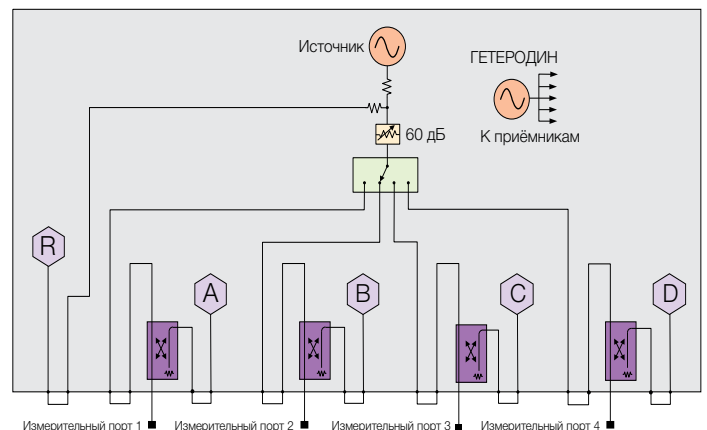 Источник
ГЕТЕРОДИН
60 дБ
К приёмникам
R
A
B
C
D
Измерительный порт 1
Измерительный порт 2
Измерительный порт 3
Измерительный порт 4